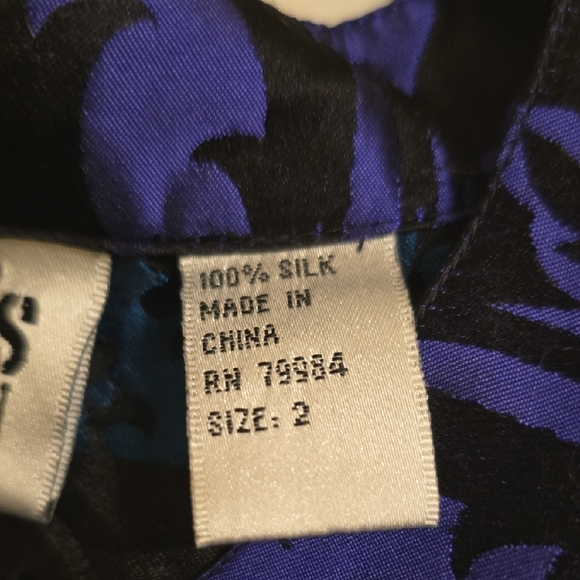 S
100% SILK
MADE IN
CHINA
RN 79984
SIZE: 2